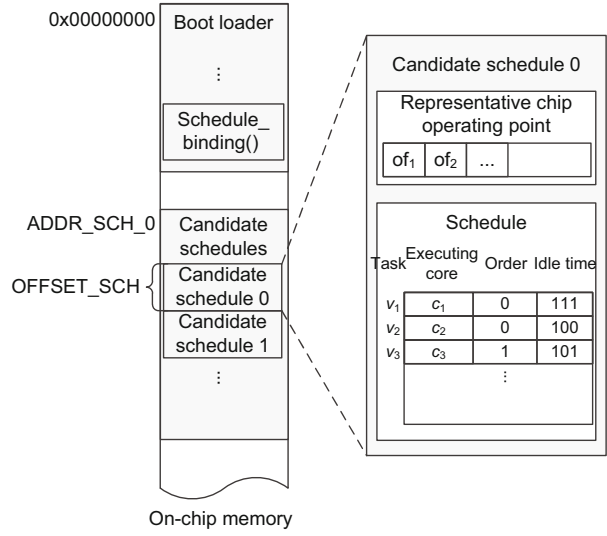 0x00000000
Boot loader
⋮
Schedule_
binding()
ADDR_SCH_0
Candidate
schedules
OFFSET_SCH
Candidate
schedule 0
Candidate
schedule 1
⋮
On-chip memory
Candidate schedule 0
Representative chip
operating point
of₁ of₂ ...
Schedule
Task Executing core Order Idle time
v₁ c₁ 0 111
v₂ c₂ 0 100
v₃ c₃ 1 101
⋮